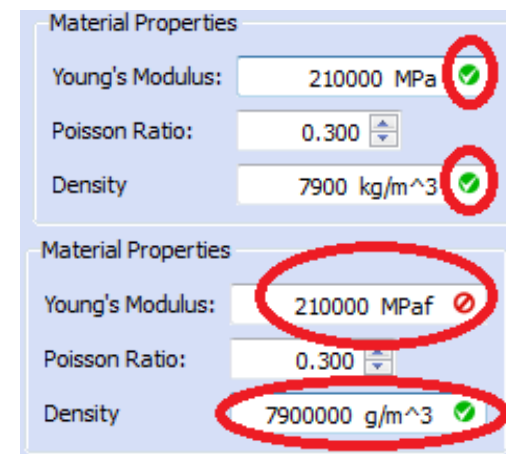 Material Properties
Young's Modulus: 210000 MPa
Poisson Ratio: 0.300
Density 7900 kg/m^3
Material Properties
Young's Modulus: 210000 MPaf
Poisson Ratio: 0.300
Density 7900000 g/m^3